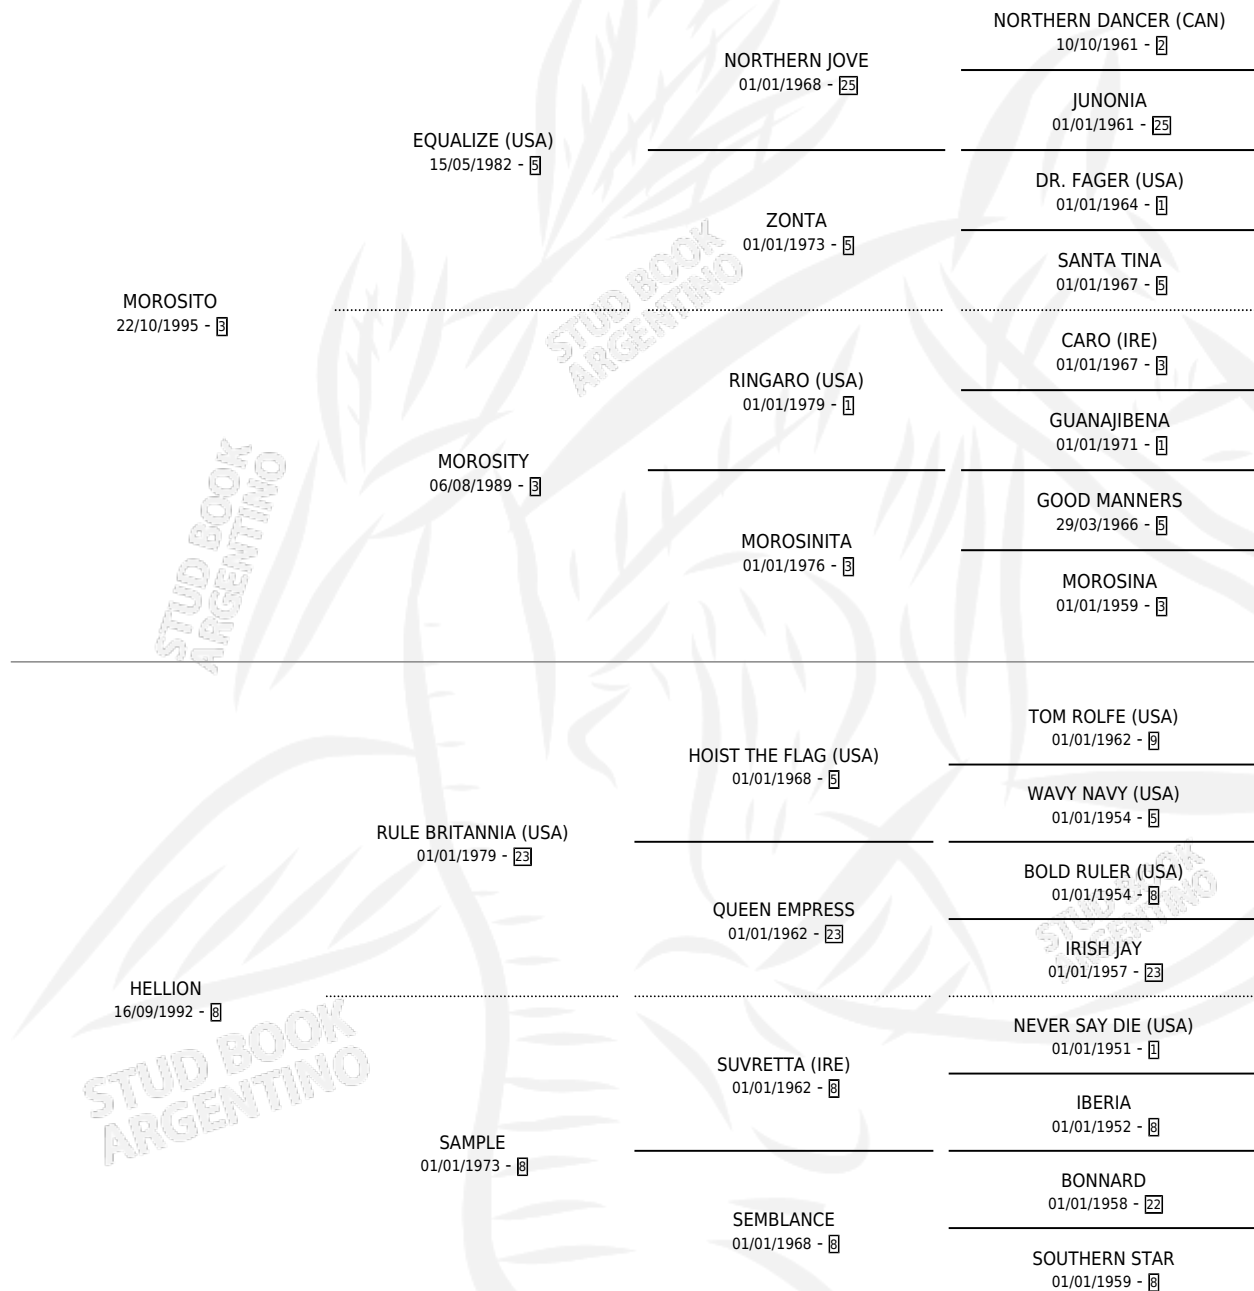 NORTHERN DANCER (CAN)
10/10/1961 - 2
NORTHERN JOVE
01/01/1968 - 25
JUNONIA
01/01/1961 - 25
EQUALIZE (USA)
15/05/1982 - 5
DR. FAGER (USA)
01/01/1964 - 1
ZONTA
01/01/1973 - 5
SANTA TINA
01/01/1967 - 5
MOROSITO
22/10/1995 - 3
STUD BOOK
ARGENTINO
CARO (IRE)
01/01/1967 - 3
RINGARO (USA)
01/01/1979 - 1
GUANAJIBENA
01/01/1971 - 1
MOROSITY
06/08/1989 - 3
GOOD MANNERS
29/03/1966 - 5
MOROSINITA
01/01/1976 - 3
MOROSINA
01/01/1959 - 3
STUD BOOK
ARGENTINO
TOM ROLFE (USA)
01/01/1962 - 9
HOIST THE FLAG (USA)
01/01/1968 - 5
WAVY NAVY (USA)
01/01/1954 - 5
RULE BRITANNIA (USA)
01/01/1979 - 23
BOLD RULER (USA)
01/01/1954 - 8
STUD BOOK
ARGENTINO
QUEEN EMPRESS
01/01/1962 - 23
IRISH JAY
01/01/1957 - 23
HELLION
16/09/1992 - 8
STUD BOOK
ARGENTINO
NEVER SAY DIE (USA)
01/01/1951 - 1
SUVRETTA (IRE)
01/01/1962 - 8
IBERIA
01/01/1952 - 8
SAMPLE
01/01/1973 - 8
BONNARD
01/01/1958 - 22
SEMBLANCE
01/01/1968 - 8
SOUTHERN STAR
01/01/1959 - 8